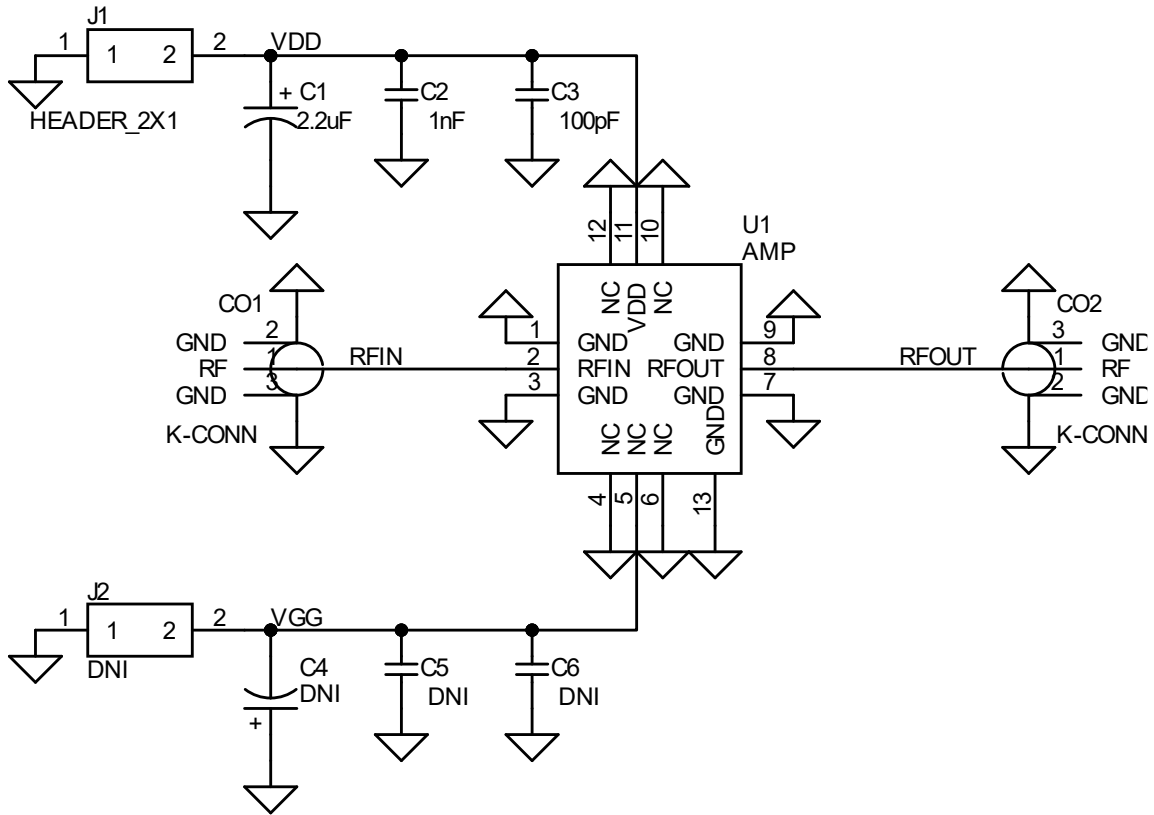 J1
1 1 2 2 VDD
HEADER_2X1
+ C1
2.2uF
C2
1nF
C3
100pF
12 11 10
U1
AMP
NC VDD NC
CO1
2
GND
1
RF
3
GND
K-CONN
RFIN
1 GND
2 RFIN
3 GND
GND 9
RFOUT 8
GND 7
NC NC NC GND
4 5 6 13
RFOUT
CO2
3 GND
1 RF
2 GND
K-CONN
J2
1 1 2 2 VGG
DNI
C4
DNI
+
C5
DNI
C6
DNI